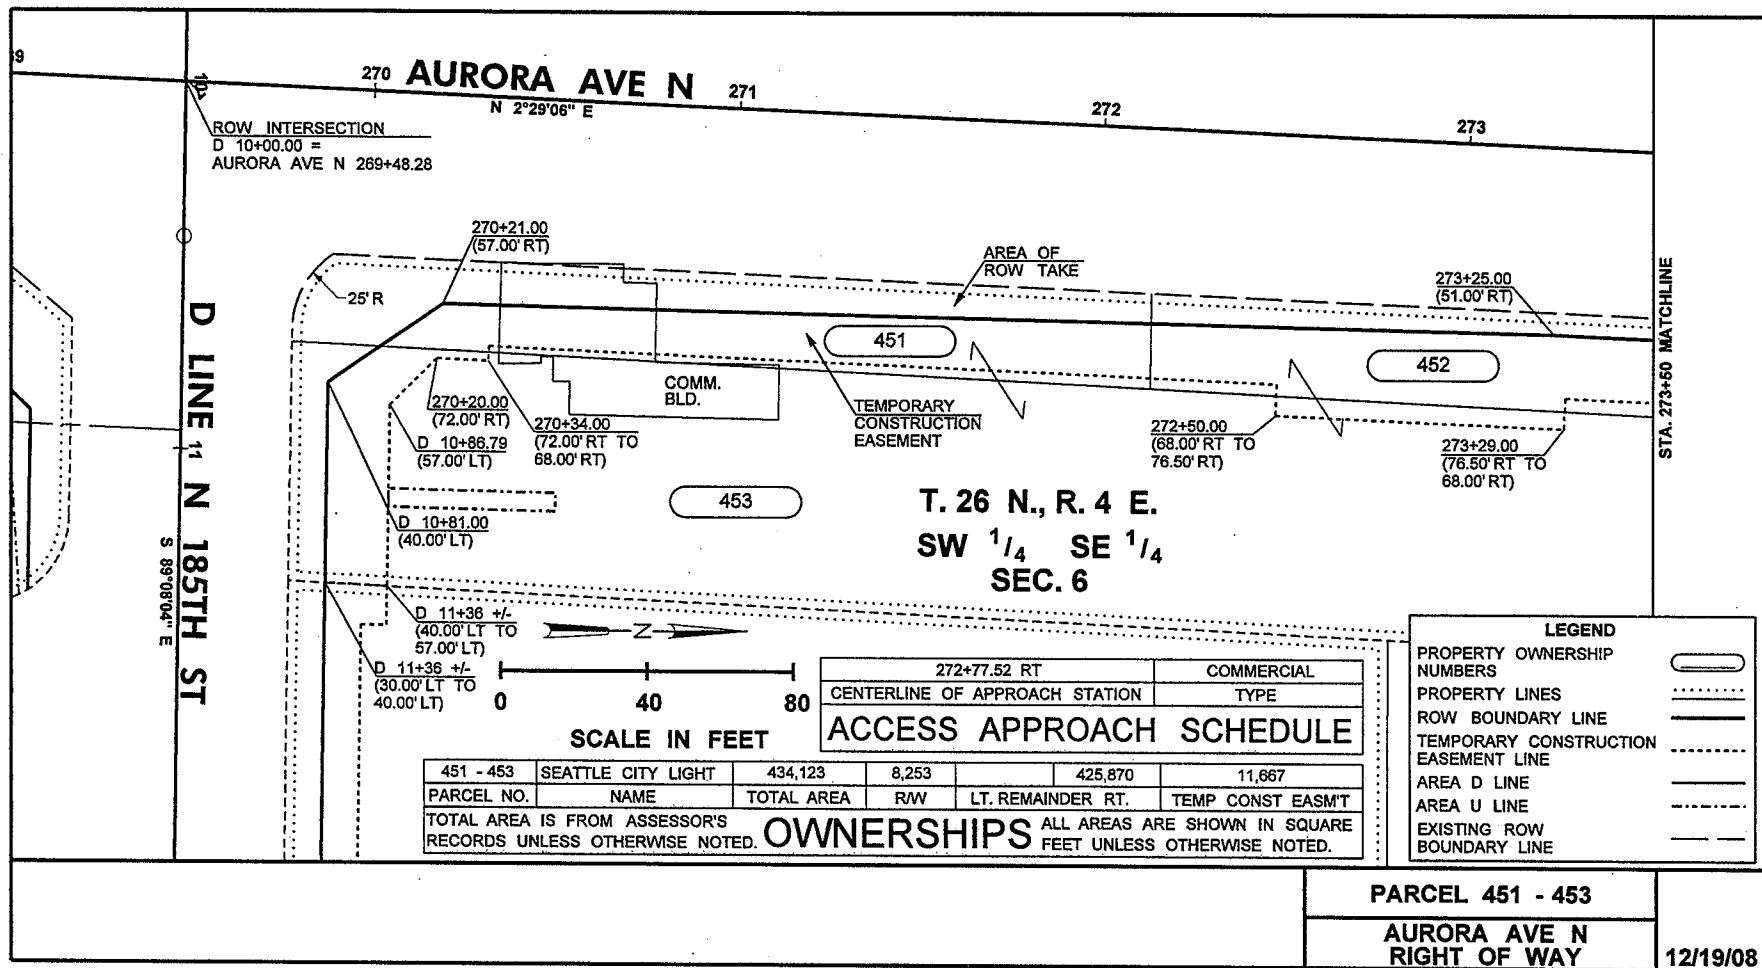 9
270
AURORA AVE N
N 2°29'06" E
271
272
273
10+
ROW INTERSECTION
D 10+00.00 =
AURORA AVE N 269+48.28
270+21.00
(57.00' RT)
AREA OF
ROW TAKE
273+25.00
(51.00' RT)
STA. 273+50 MATCHLINE
25' R
451
452
D LINE N 185TH ST
11
S 89°08'04" E
COMM.
BLD.
270+20.00
(72.00' RT)
270+34.00
(72.00' RT TO
68.00' RT)
D 10+86.79
(57.00' LT)
TEMPORARY
CONSTRUCTION
EASEMENT
272+50.00
(68.00' RT TO
76.50' RT)
273+29.00
(76.50' RT TO
68.00' RT)
453
D 10+81.00
(40.00' LT)
T. 26 N., R. 4 E.
SW 1/4 SE 1/4
SEC. 6
D 11+36 +/-
(40.00' LT TO
57.00' LT)
N
D 11+36 +/-
(30.00' LT TO
40.00' LT)
0 40 80
SCALE IN FEET
272+77.52 RT COMMERCIAL
CENTERLINE OF APPROACH STATION TYPE
ACCESS APPROACH SCHEDULE
451 - 453 SEATTLE CITY LIGHT 434,123 8,253 425,870 11,667
PARCEL NO. NAME TOTAL AREA R/W LT. REMAINDER RT. TEMP CONST EASM'T
TOTAL AREA IS FROM ASSESSOR'S
RECORDS UNLESS OTHERWISE NOTED.
OWNERSHIPS
ALL AREAS ARE SHOWN IN SQUARE
FEET UNLESS OTHERWISE NOTED.
LEGEND
PROPERTY OWNERSHIP
NUMBERS
PROPERTY LINES
ROW BOUNDARY LINE
TEMPORARY CONSTRUCTION
EASEMENT LINE
AREA D LINE
AREA U LINE
EXISTING ROW
BOUNDARY LINE
PARCEL 451 - 453
AURORA AVE N
RIGHT OF WAY
12/19/08